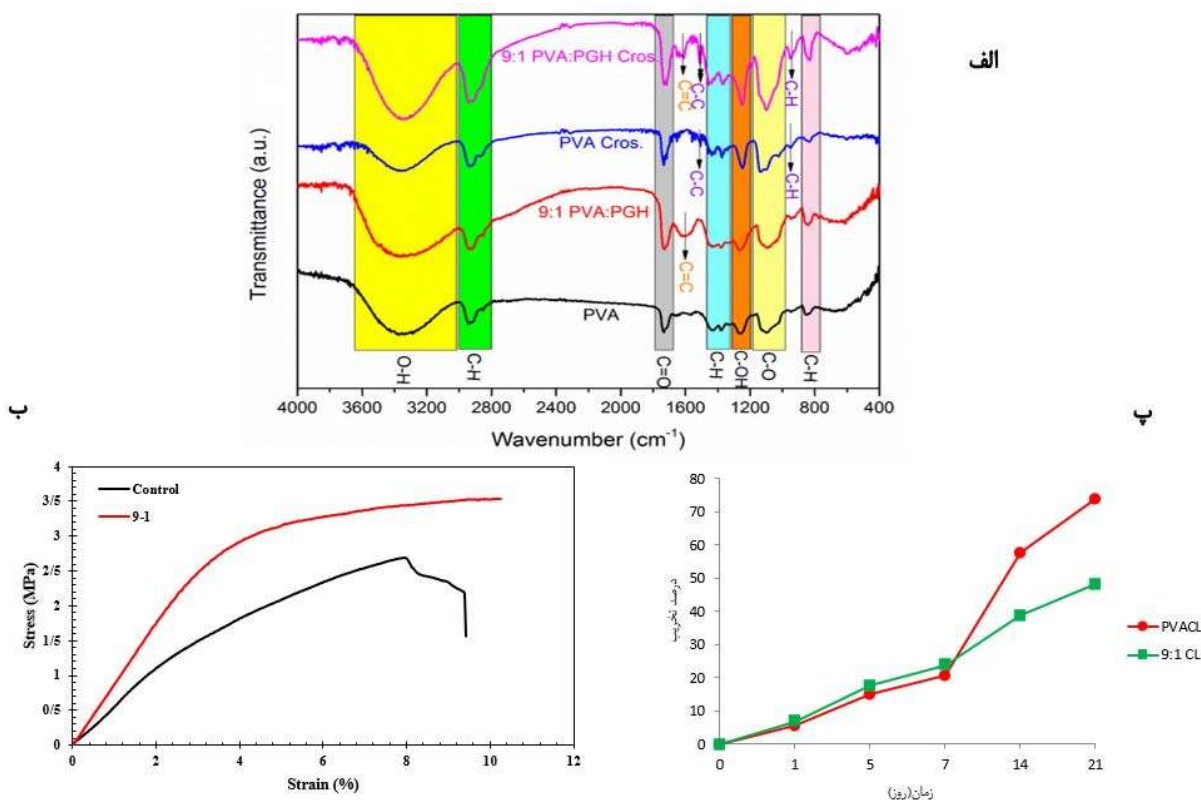 الف
Transmittance (a.u.)
9:1 PVA:PGH Cros.
C=C
C-C
C-H
PVA Cros.
C-C
C-H
9:1 PVA:PGH
C=C
PVA
O-H
C-H
C=O
C-H
C-OH
C-O
C-H
4000 3600 3200 2800 2400 2000 1600 1200 800 400
Wavenumber (cm⁻¹)
ب
پ
Stress (MPa)
4
3/5
3
2/5
2
1/5
1
0/5
0
Control
9-1
0 2 4 6 8 10 12
Strain (%)
درصد تخریب
80
70
60
50
40
30
20
10
0
PVACL
9:1 CL
0 1 5 7 14 21
زمان(روز)